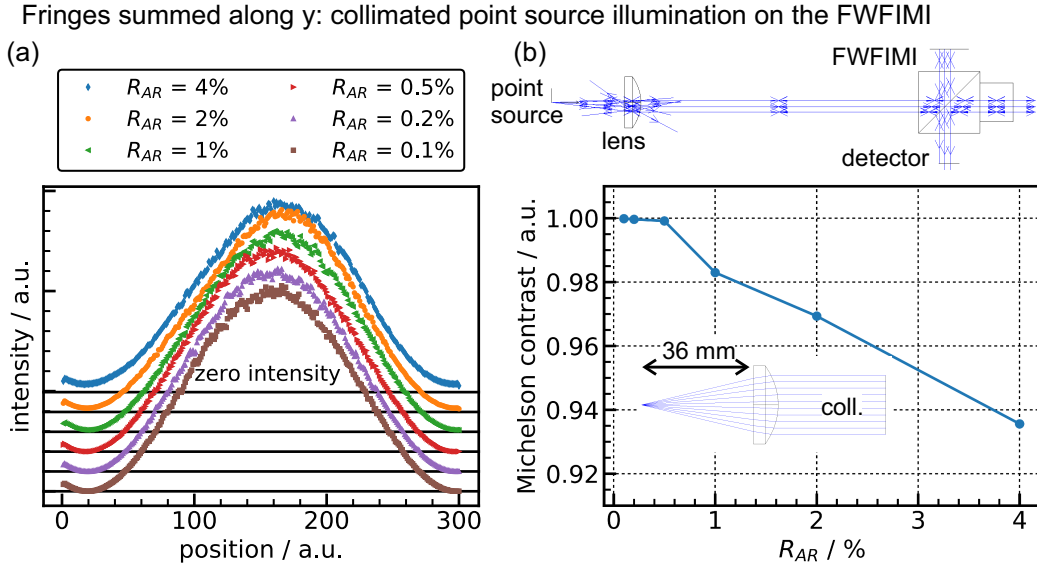 Fringes summed along y: collimated point source illumination on the FWFIMI
(a)
R_AR = 4%
R_AR = 2%
R_AR = 1%
R_AR = 0.5%
R_AR = 0.2%
R_AR = 0.1%
intensity / a.u.
zero intensity
0
100
200
300
position / a.u.
(b)
FWFIMI
point
source
lens
detector
Michelson contrast / a.u.
1.00
0.98
0.96
0.94
0.92
36 mm
coll.
0
1
2
3
4
R_AR / %